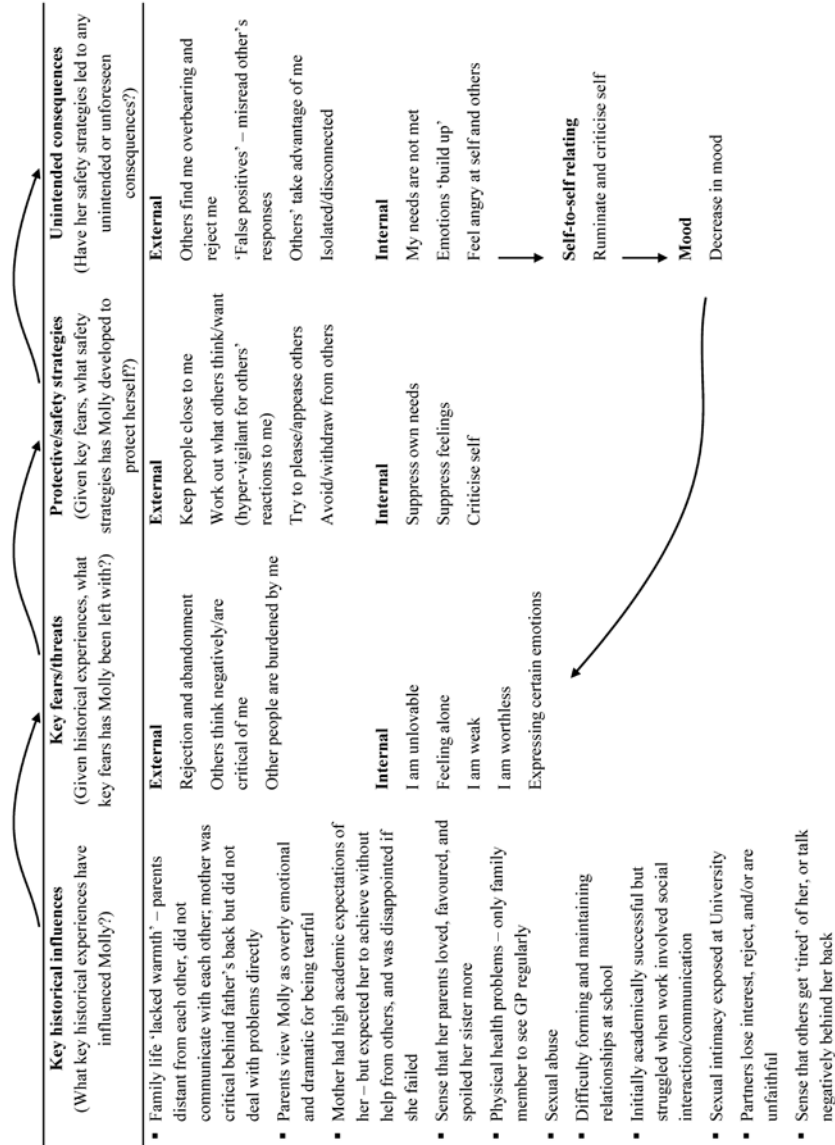 Key historical influences
(What key historical experiences have
influenced Molly?)
▪ Family life ‘lacked warmth’ – parents
distant from each other, did not
communicate with each other; mother was
critical behind father’s back but did not
deal with problems directly
▪ Parents view Molly as overly emotional
and dramatic for being tearful
▪ Mother had high academic expectations of
her – but expected her to achieve without
help from others, and was disappointed if
she failed
▪ Sense that her parents loved, favoured, and
spoiled her sister more
▪ Physical health problems – only family
member to see GP regularly
▪ Sexual abuse
▪ Difficulty forming and maintaining
relationships at school
▪ Initially academically successful but
struggled when work involved social
interaction/communication
▪ Sexual intimacy exposed at University
▪ Partners lose interest, reject, and/or are
unfaithful
▪ Sense that others get ‘tired’ of her, or talk
negatively behind her back
Key fears/threats
(Given historical experiences, what
key fears has Molly been left with?)
External
Rejection and abandonment
Others think negatively/are
critical of me
Other people are burdened by me
Internal
I am unlovable
Feeling alone
I am weak
I am worthless
Expressing certain emotions
Protective/safety strategies
(Given key fears, what safety
strategies has Molly developed to
protect herself?)
External
Keep people close to me
Work out what others think/want
(hyper-vigilant for others’
reactions to me)
Try to please/appease others
Avoid/withdraw from others
Internal
Suppress own needs
Suppress feelings
Criticise self
Unintended consequences
(Have her safety strategies led to any
unintended or unforeseen
consequences?)
External
Others find me overbearing and
reject me
‘False positives’ – misread other’s
responses
Others’ take advantage of me
Isolated/disconnected
Internal
My needs are not met
Emotions ‘build up’
Feel angry at self and others
Self-to-self relating
Ruminate and criticise self
Mood
Decrease in mood